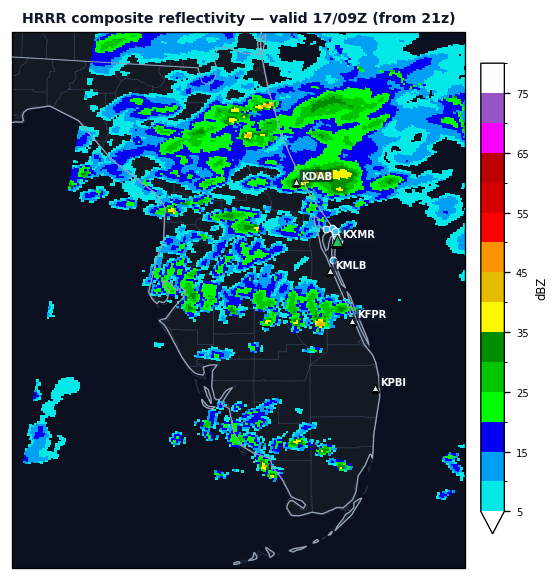 HRRR composite reflectivity — valid 17/09Z (from 21z)
KDAB
KXMR
KMLB
KFPR
KPBI
75
65
55
45
35
25
15
5
dBZ